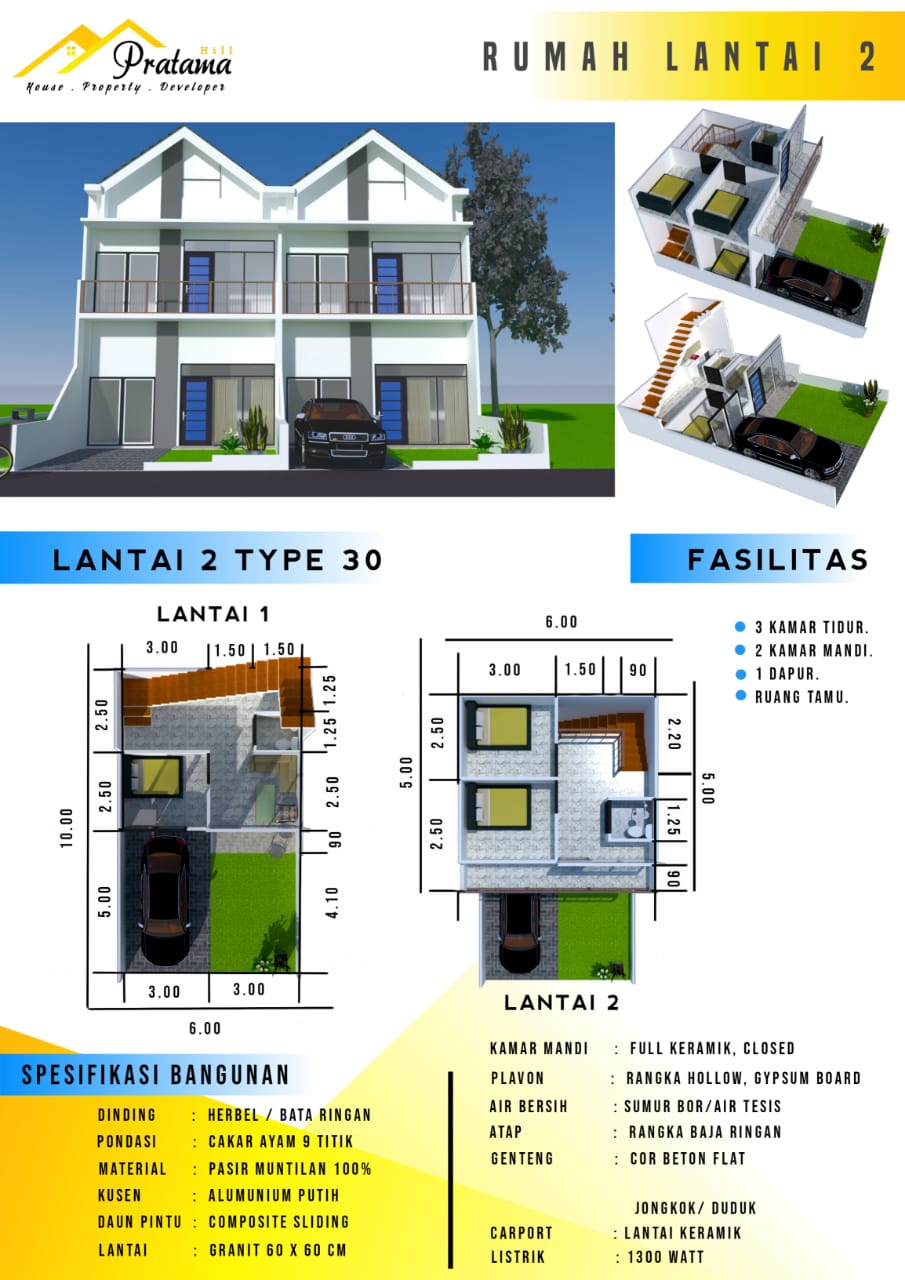 Hill
Pratama
House . Property . Developer
RUMAH LANTAI 2
LANTAI 2 TYPE 30
FASILITAS
LANTAI 1
3.00 1.50 1.50
2.50
1.25
1.25
2.50
2.50
10.00
90
5.00
4.10
3.00 3.00
6.00
6.00
3.00 1.50 90
2.50
2.20
5.00
5.00
2.50
1.25
90
LANTAI 2
3 KAMAR TIDUR.
2 KAMAR MANDI.
1 DAPUR.
RUANG TAMU.
SPESIFIKASI BANGUNAN
DINDING : HERBEL / BATA RINGAN
PONDASI : CAKAR AYAM 9 TITIK
MATERIAL : PASIR MUNTILAN 100%
KUSEN : ALUMUNIUM PUTIH
DAUN PINTU : COMPOSITE SLIDING
LANTAI : GRANIT 60 X 60 CM
KAMAR MANDI : FULL KERAMIK, CLOSED
PLAVON : RANGKA HOLLOW, GYPSUM BOARD
AIR BERSIH : SUMUR BOR/AIR TESIS
ATAP : RANGKA BAJA RINGAN
GENTENG : COR BETON FLAT
JONGKOK/ DUDUK
CARPORT : LANTAI KERAMIK
LISTRIK : 1300 WATT